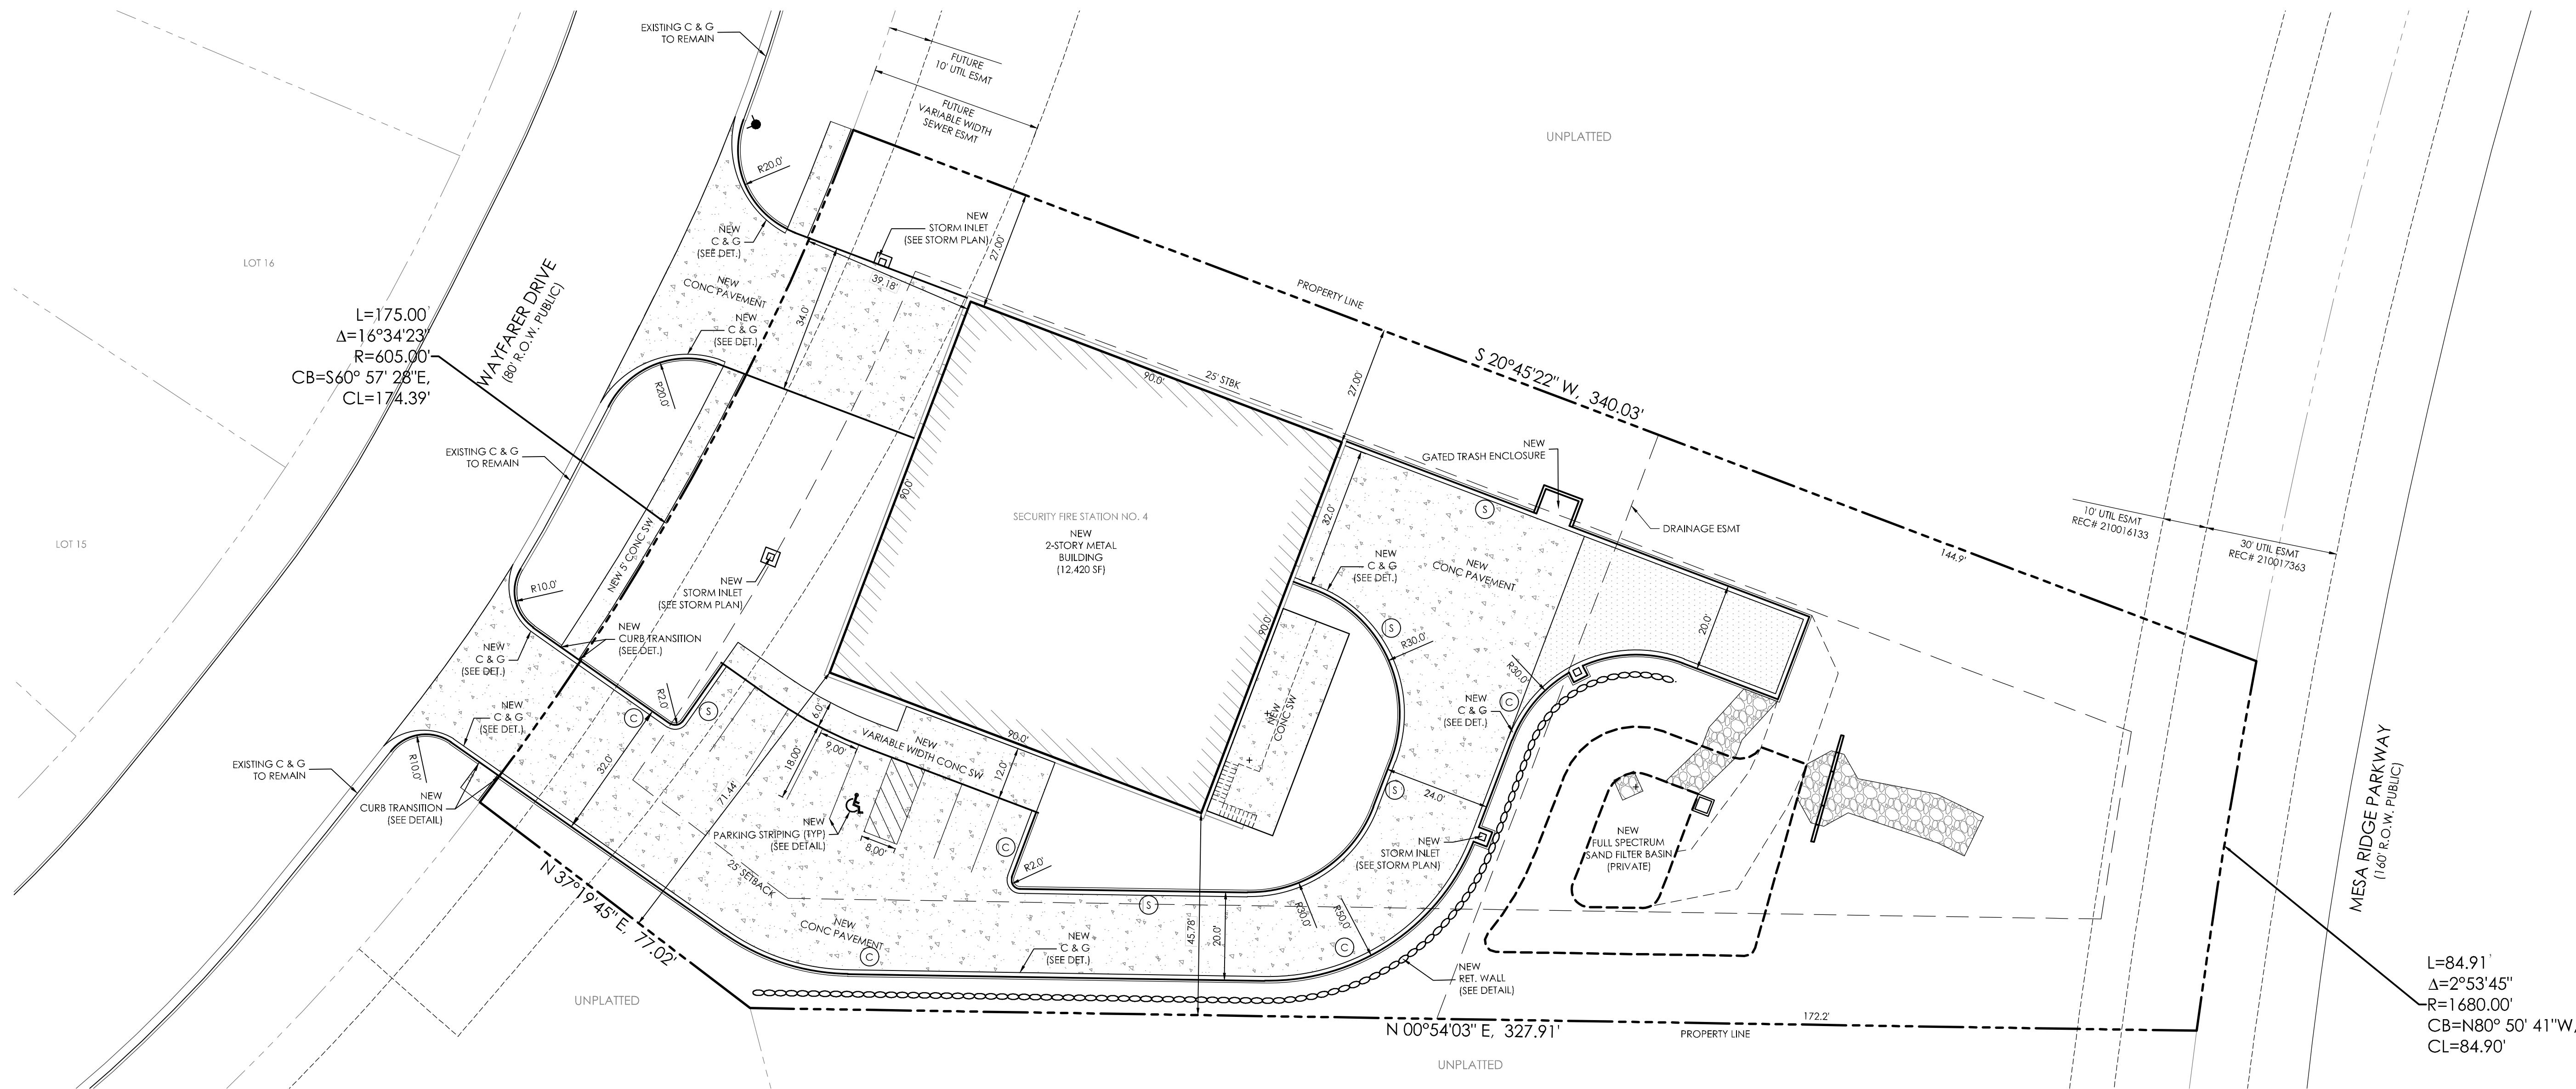 EXISTING C & G
TO REMAIN
FUTURE
10' UTIL ESMT
FUTURE
VARIABLE WIDTH
SEWER ESMT
UNPLATTED
R20.0'
NEW
C & G
(SEE DET.)
NEW
STORM INLET
(SEE STORM PLAN)
27.00'
39.18'
34.0'
NEW
CONC PAVEMENT
NEW
C & G
(SEE DET.)
R20.0'
LOT 16
WAYFARER DRIVE
(80' R.O.W. PUBLIC)
L=175.00'
Δ=16°34'23"
R=605.00'
CB=S60° 57' 28"E,
CL=174.39'
PROPERTY LINE
S 20°45'22" W, 340.03'
90.0'
25' STBK
27.00'
EXISTING C & G
TO REMAIN
NEW
GATED TRASH ENCLOSURE
S
DRAINAGE ESMT
10' UTIL ESMT
REC# 210016133
30' UTIL ESMT
REC# 210017363
144.9'
90.0'
SECURITY FIRE STATION NO. 4
NEW
2-STORY METAL
BUILDING
(12,420 SF)
32.0'
LOT 15
NEW 5' CONC SW
R10.0'
NEW
STORM INLET
(SEE STORM PLAN)
NEW
C & G
(SEE DET.)
NEW
CONC PAVEMENT
20.0'
NEW
CURB TRANSITION
(SEE DET.)
NEW
C & G
(SEE DET.)
90.0'
S
R30.0'
R30.0'
R2.0'
C
S
NEW
C & G
(SEE DET.)
C
NEW
C & G
(SEE DET.)
6.0'
NEW
VARIABLE WIDTH CONC SW
90.0'
NEW
CONC SW
EXISTING C & G
TO REMAIN
R10.0'
32.0'
18.00'
9.00'
12.0'
NEW
CURB TRANSITION
(SEE DETAIL)
71.44'
NEW
PARKING STRIPING (TYP)
(SEE DETAIL)
8.00'
C
R2.0'
S
24.0'
NEW
STORM INLET
(SEE STORM PLAN)
NEW
FULL SPECTRUM
SAND FILTER BASIN
(PRIVATE)
MESA RIDGE PARKWAY
(160' R.O.W. PUBLIC)
25' SETBACK
S
N 37°19'45" E, 77.02'
NEW
CONC PAVEMENT
C
NEW
C & G
(SEE DET.)
45.78'
20.0'
R30.0'
R50.0'
C
NEW
RET. WALL
(SEE DETAIL)
UNPLATTED
N 00°54'03" E, 327.91'
PROPERTY LINE
172.2'
UNPLATTED
L=84.91'
Δ=2°53'45"
R=1680.00'
CB=N80° 50' 41"W,
CL=84.90'